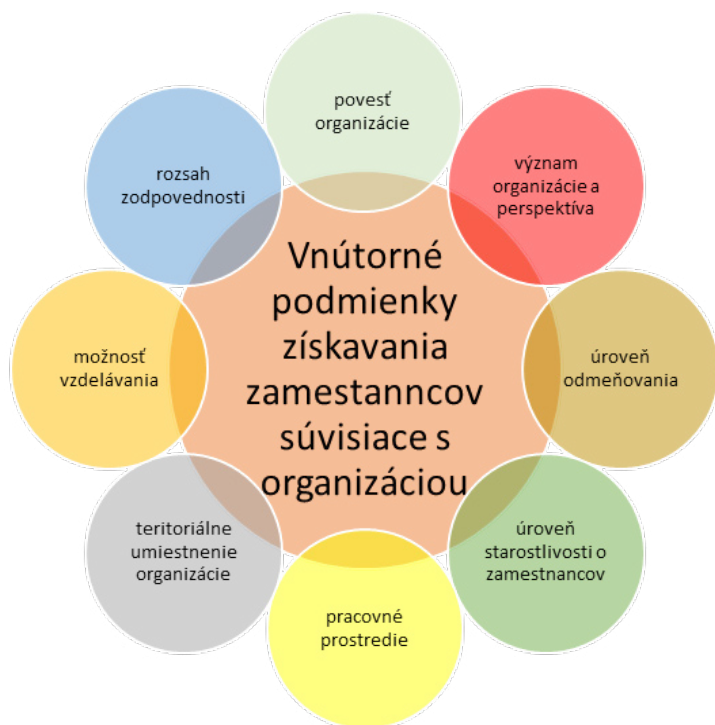 povesť
organizácie
význam
organizácie a
perspektíva
úroveň
odmeňovania
úroveň
starostlivosti o
zamestnancov
pracovné
prostredie
teritoriálne
umiestnenie
organizácie
možnosť
vzdelávania
rozsah
zodpovednosti
Vnútorné
podmienky
získavania
zamestanncov
súvisiace s
organizáciou